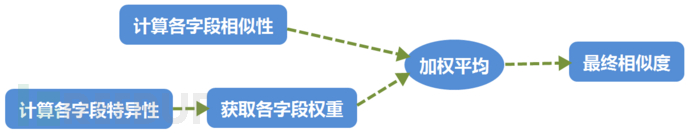 计算各字段相似性
加权平均
最终相似度
计算各字段特异性
获取各字段权重